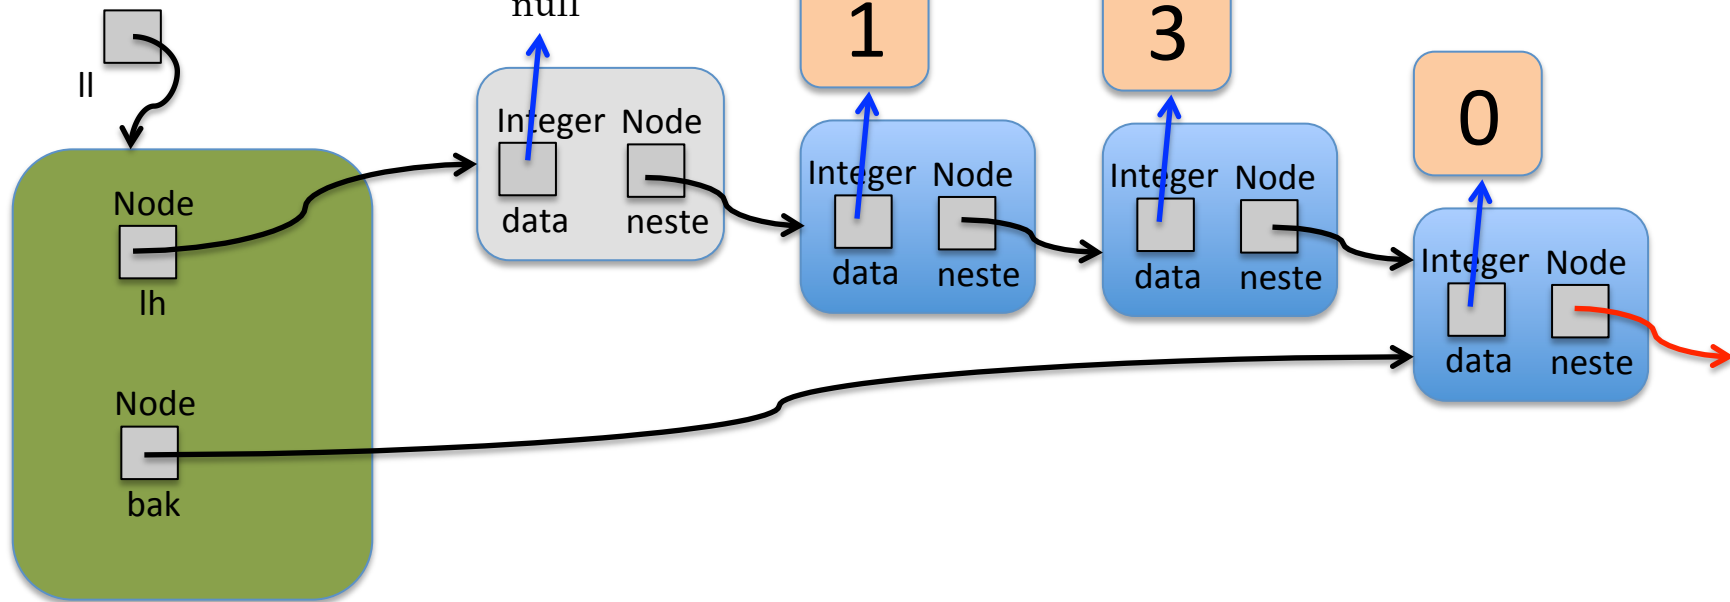 ll
Node
lh
Node
bak
null
Integer Node
data neste
1
Integer Node
data neste
3
Integer Node
data neste
0
Integer Node
data neste